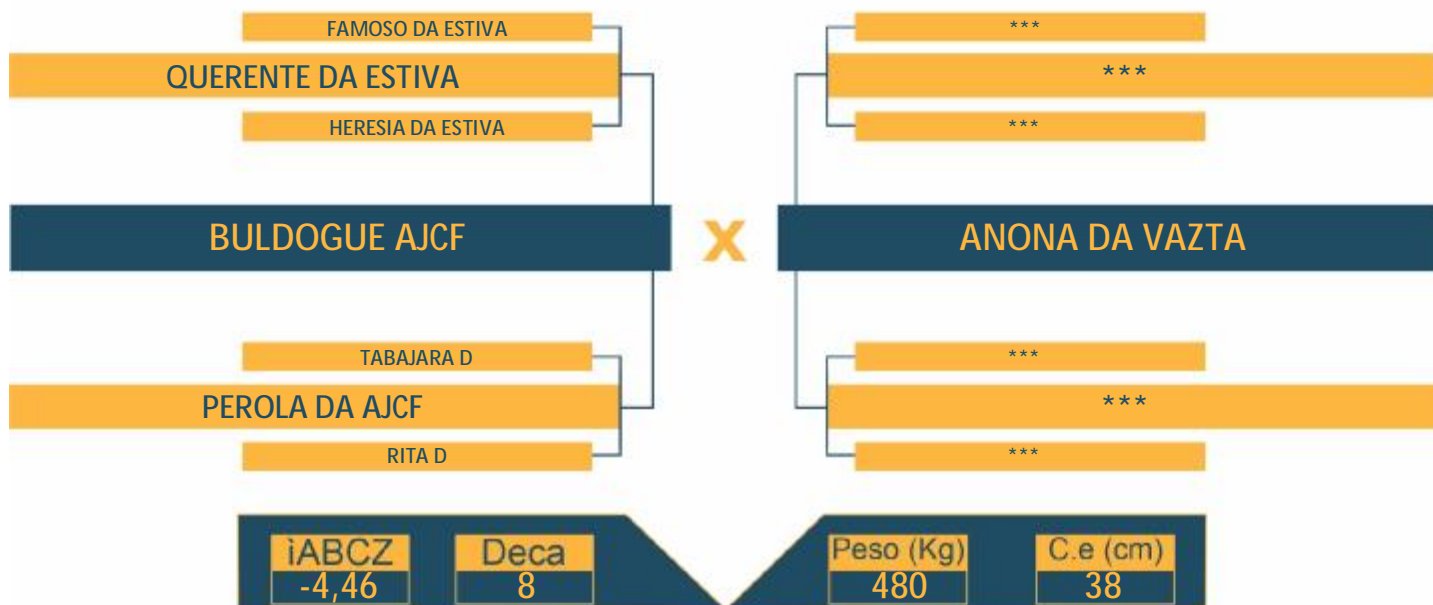 FAMOSO DA ESTIVA
***
QUERENTE DA ESTIVA
***
HERESIA DA ESTIVA
***
BULDOGUE AJCF
X
ANONA DA VAZTA
TABAJARA D
***
PEROLA DA AJCF
***
RITA D
***
iABCZ
Deca
Peso (Kg)
C.e (cm)
-4,46
8
480
38